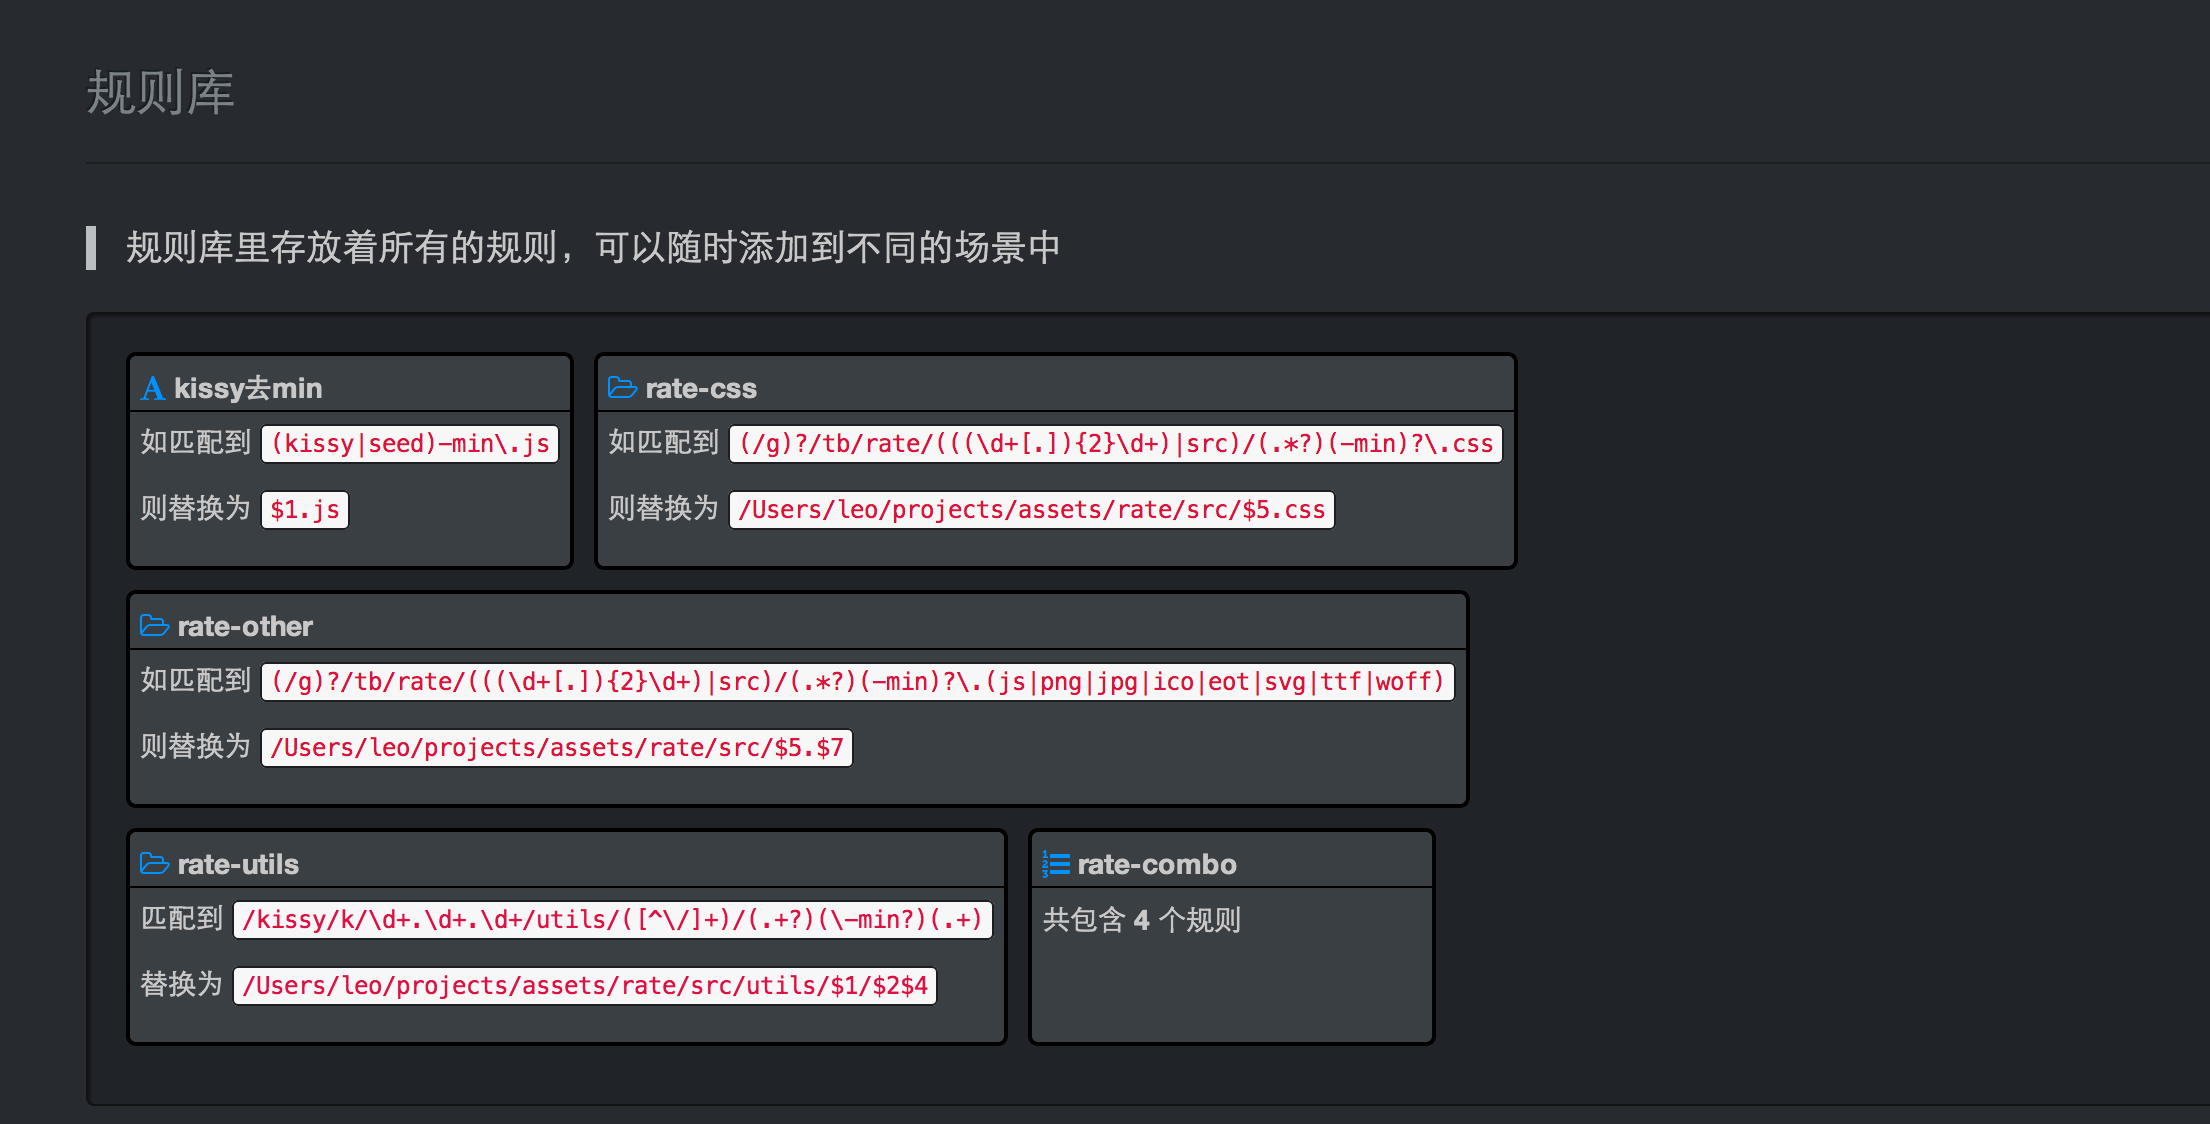 规则库
规则库里存放着所有的规则，可以随时添加到不同的场景中
kissy去min
如匹配到 (kissy|seed)-min\.js
则替换为 $1.js
rate-css
如匹配到 (/g)?/tb/rate/(((\d+[.]){2}\d+)|src)/(.*?)(-min)?\.css
则替换为 /Users/leo/projects/assets/rate/src/$5.css
rate-other
如匹配到 (/g)?/tb/rate/(((\d+[.]){2}\d+)|src)/(.*?)(-min)?\.(js|png|jpg|ico|eot|svg|ttf|woff)
则替换为 /Users/leo/projects/assets/rate/src/$5.$7
rate-utils
匹配到 /kissy/k/\d+.\d+.\d+/utils/([^\/]+)/(.+?)(\-min?)(.+)
替换为 /Users/leo/projects/assets/rate/src/utils/$1/$2$4
rate-combo
共包含 4 个规则